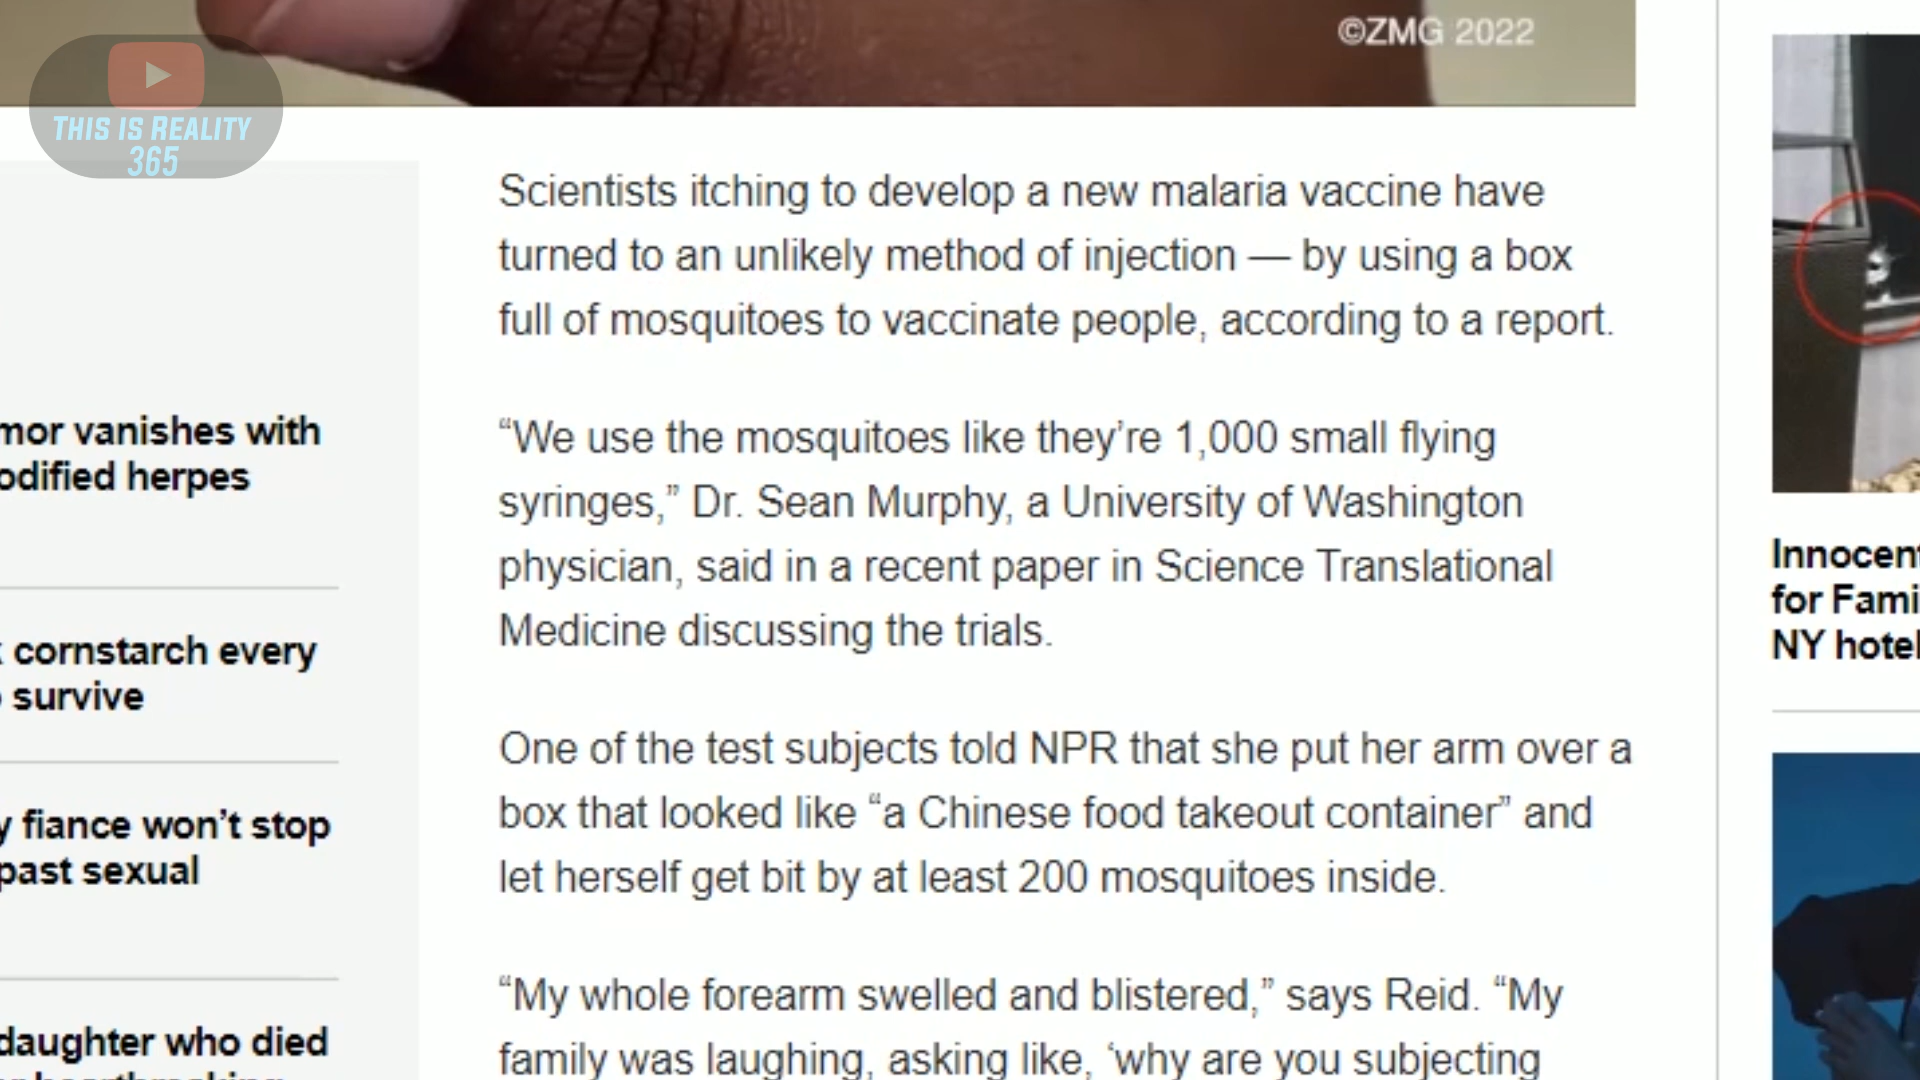 ©ZMG 2022
THIS IS REALITY
365
Scientists itching to develop a new malaria vaccine have
turned to an unlikely method of injection — by using a box
full of mosquitoes to vaccinate people, according to a report.
“We use the mosquitoes like they’re 1,000 small flying
syringes,” Dr. Sean Murphy, a University of Washington
physician, said in a recent paper in Science Translational
Medicine discussing the trials.
One of the test subjects told NPR that she put her arm over a
box that looked like “a Chinese food takeout container” and
let herself get bit by at least 200 mosquitoes inside.
“My whole forearm swelled and blistered,” says Reid. “My
family was laughing, asking like, ‘why are you subjecting
mor vanishes with
odified herpes
cornstarch every
survive
y fiance won’t stop
past sexual
daughter who died
Innocent
for Fami
NY hotel